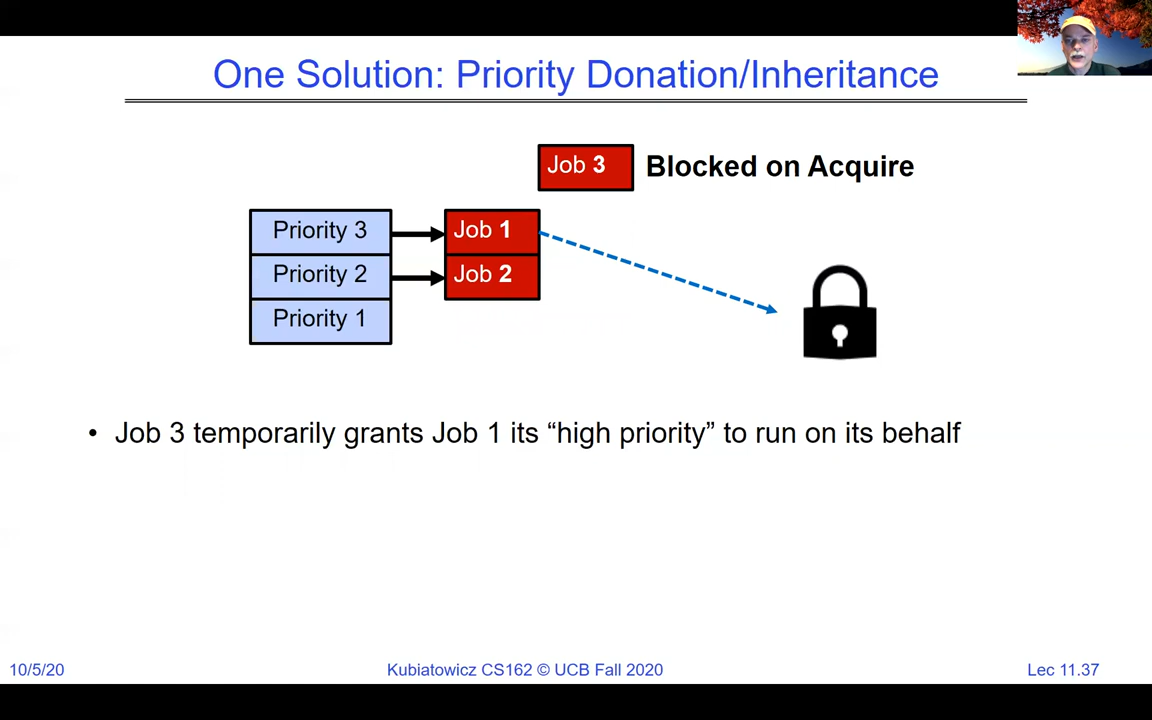 One Solution: Priority Donation/Inheritance
Job 3 Blocked on Acquire
Priority 3 Job 1
Priority 2 Job 2
Priority 1
• Job 3 temporarily grants Job 1 its “high priority” to run on its behalf
10/5/20 Kubiatowicz CS162 © UCB Fall 2020 Lec 11.37